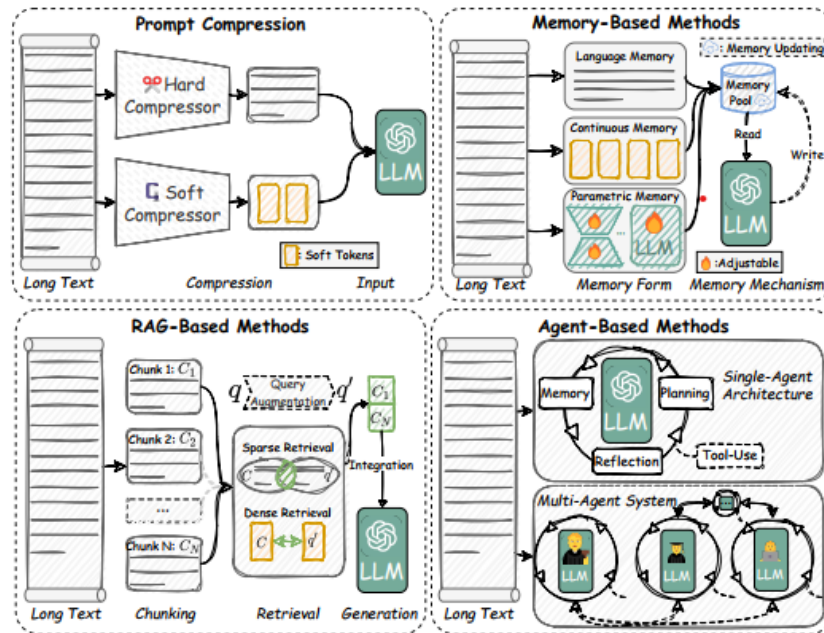 Prompt Compression
Hard
Compressor
Soft
Compressor
LLM
: Soft Tokens
Long Text
Compression
Input
Memory-Based Methods
: Memory Updating
Language Memory
Memory
Pool
Continuous Memory
Read
Write
Parametric Memory
...
LLM
LLM
: Adjustable
Long Text
Memory Form
Memory Mechanism
RAG-Based Methods
Chunk 1: C₁
q
Query
Augmentation
q′
C₁
C_N
Chunk 2: C₂
Sparse Retrieval
C
q′
Integration
...
Dense Retrieval
C
q′
Chunk N: C_N
LLM
Long Text
Chunking
Retrieval
Generation
Agent-Based Methods
Single-Agent
Architecture
Memory
LLM
Planning
Reflection
Tool-Use
Multi-Agent System
...
LLM
LLM
LLM
Long Text